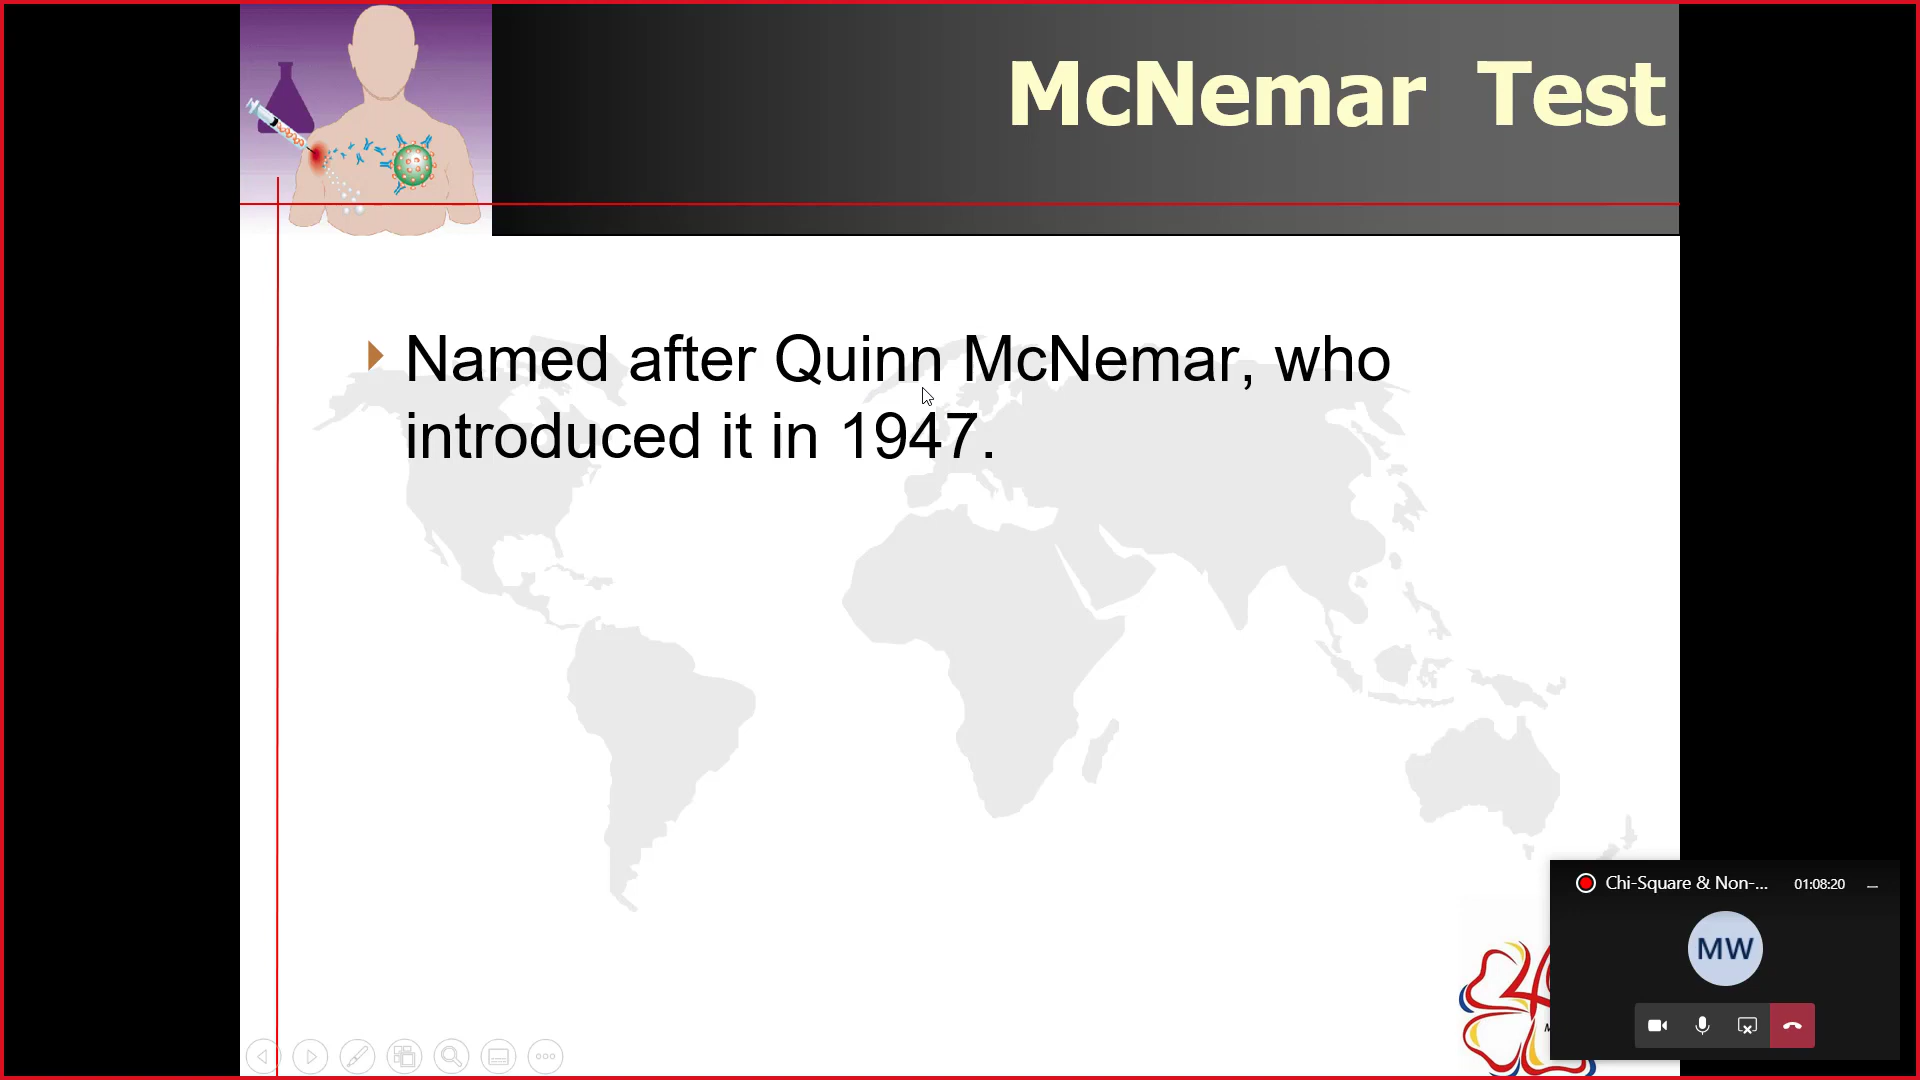 McNemar Test
Named after Quinn McNemar, who
introduced it in 1947.
Chi-Square & Non-...
01:08:20
MW